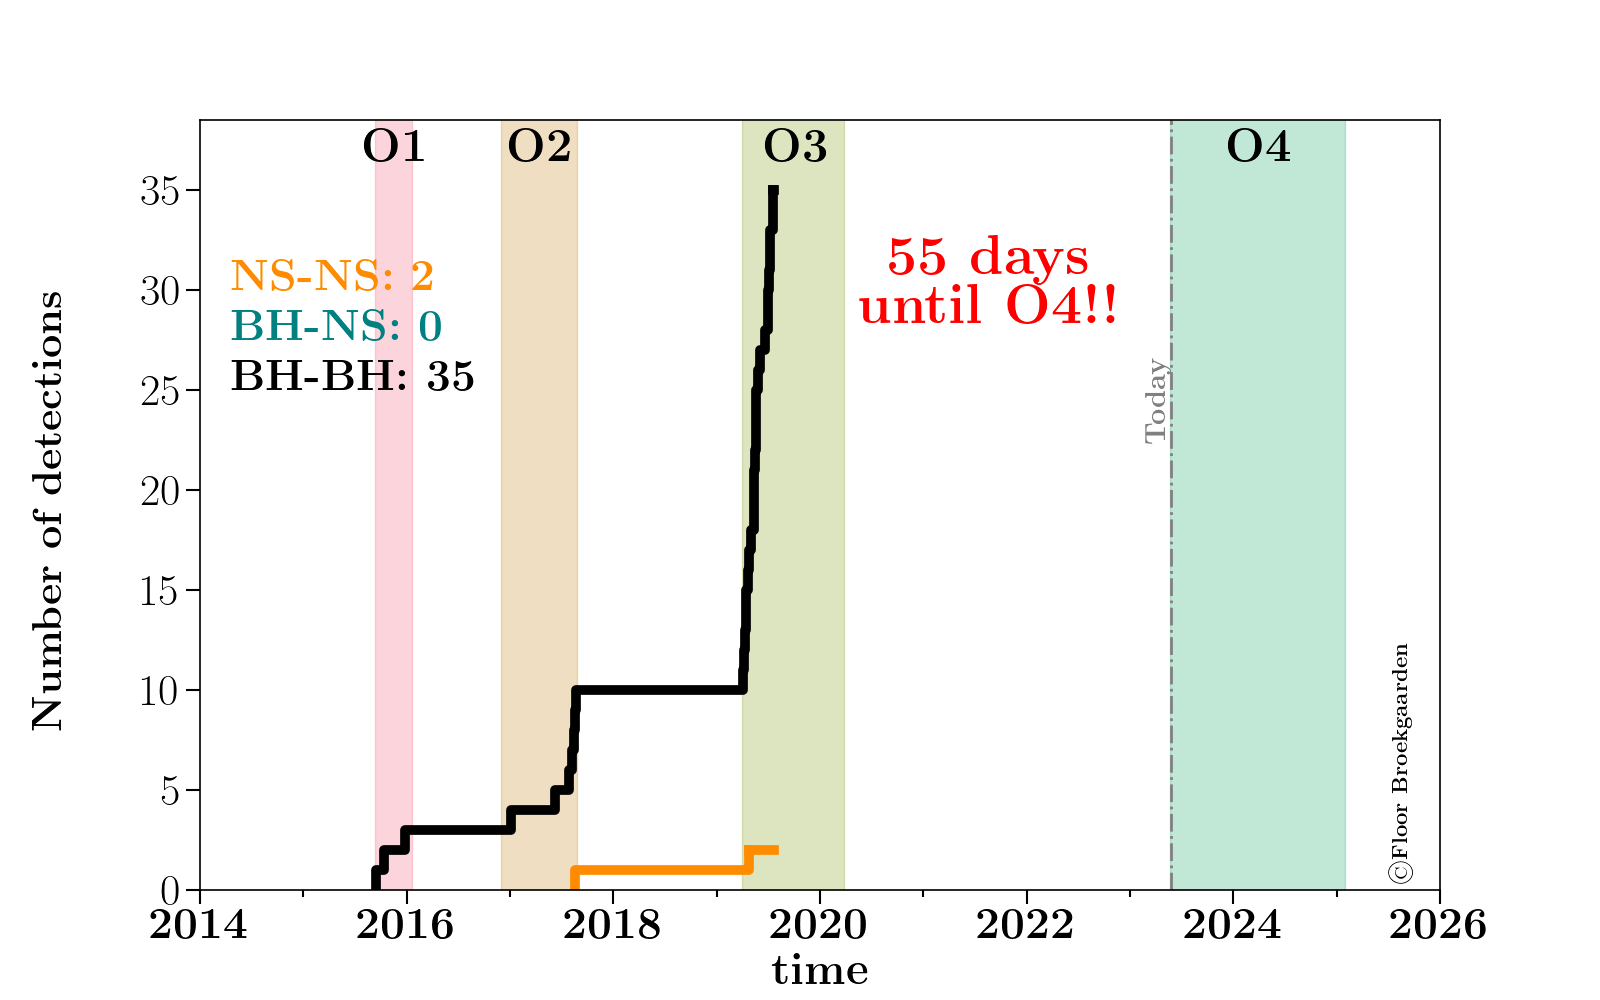 O1
O2
O3
O4
35
30
25
20
15
10
5
0
NS-NS: 2
BH-NS: 0
BH-BH: 35
55 days
until O4!!
Today
©Floor Broekgaarden
Number of detections
2014
2016
2018
2020
2022
2024
2026
time